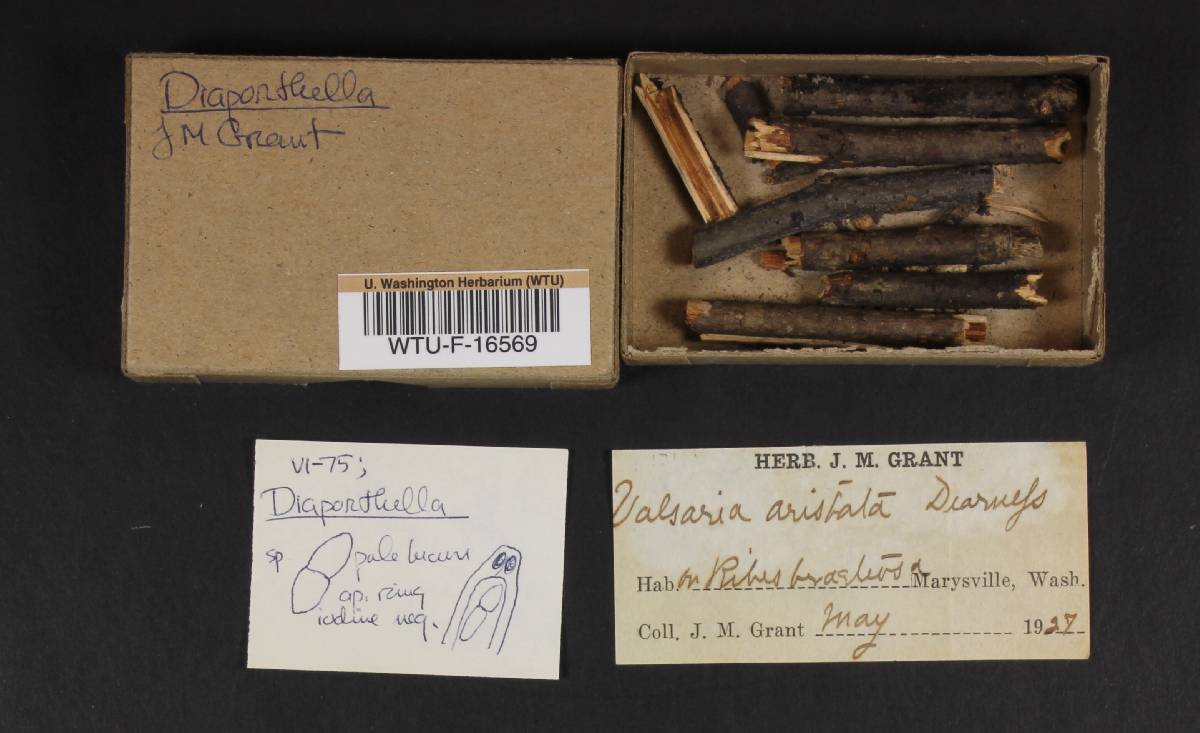 Diaporthella
J M Grant
U. Washington Herbarium (WTU)
WTU-F-16569
VI-75;
Diaporthella
sp
pale brown
ap. ring
iodine neg.
HERB. J. M. GRANT
Valsaria aristata Dearness
Hab. on Ribes bracteosa Marysville, Wash.
Coll. J. M. Grant May 1927